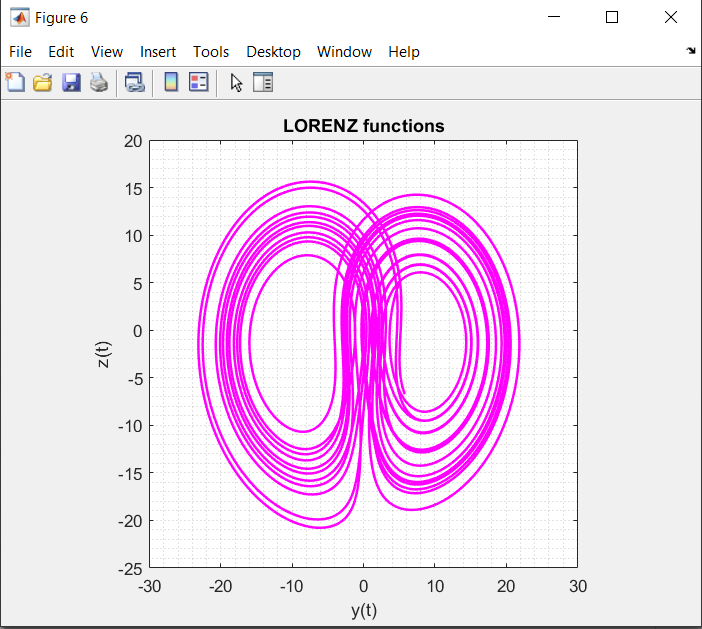 Figure 6
File Edit View Insert Tools Desktop Window Help
LORENZ functions
20
15
10
5
0
-5
-10
-15
-20
-25
z(t)
-30 -20 -10 0 10 20 30
y(t)